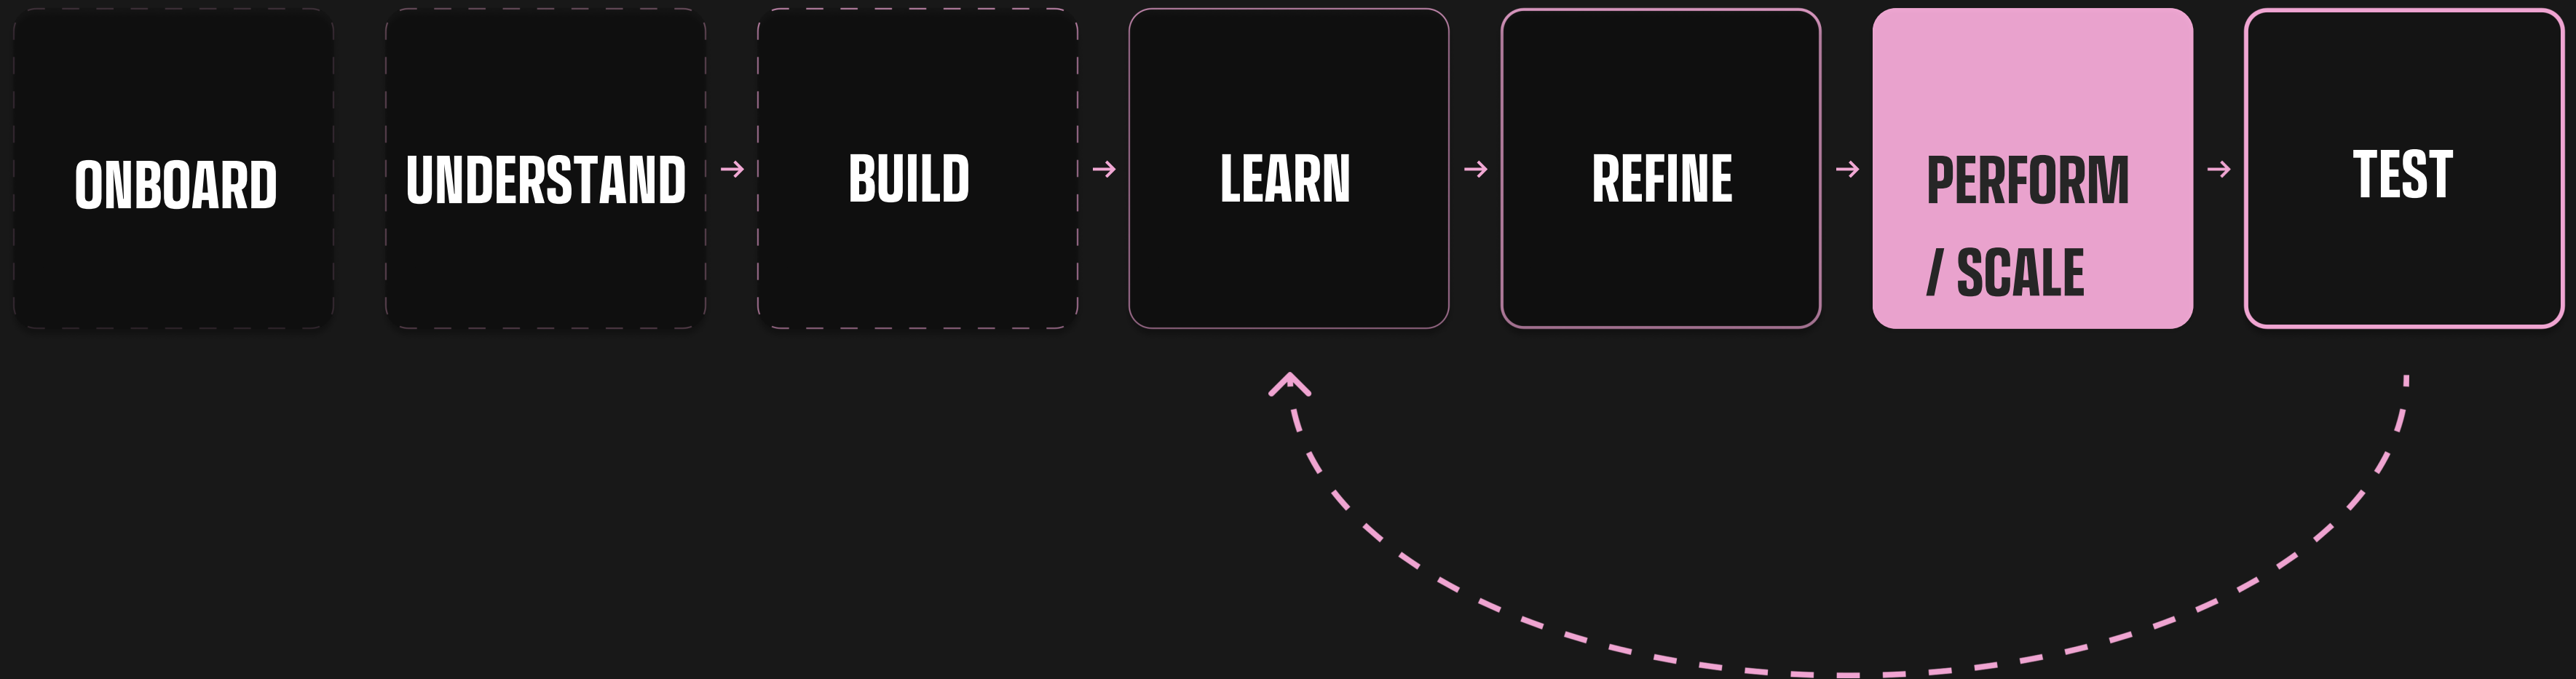 ONBOARD
UNDERSTAND
BUILD
LEARN
REFINE
PERFORM
/ SCALE
TEST